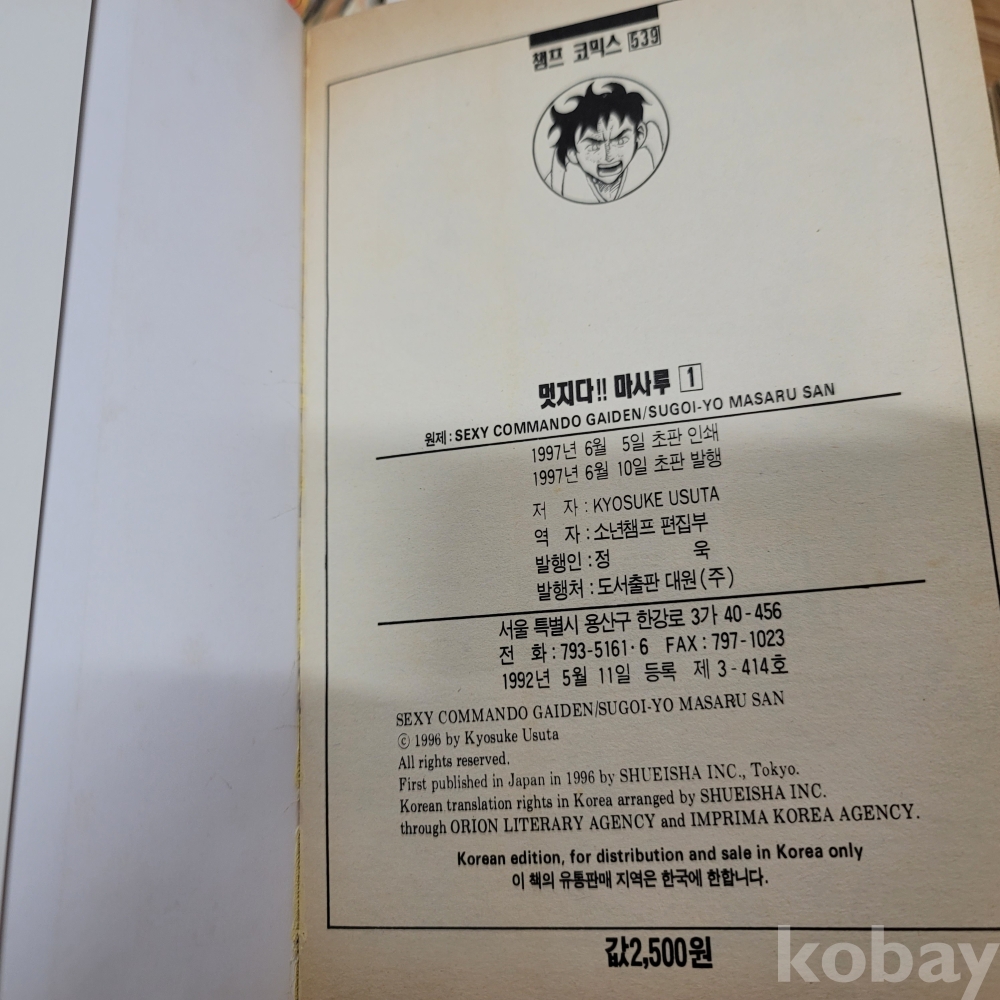 챔프 코믹스 539
멋지다!! 마사루 1
원제 : SEXY COMMANDO GAIDEN/SUGOI-YO MASARU SAN
1997년 6월 5일 초판 인쇄
1997년 6월 10일 초판 발행
저 자 : KYOSUKE USUTA
역 자 : 소년챔프 편집부
발행인 : 정 욱
발행처 : 도서출판 대원(주)
서울 특별시 용산구 한강로 3가 40-456
전 화 : 793-5161·6 FAX : 797-1023
1992년 5월 11일 등록 제 3-414호
SEXY COMMANDO GAIDEN/SUGOI-YO MASARU SAN
ⓒ 1996 by Kyosuke Usuta
All rights reserved.
First published in Japan in 1996 by SHUEISHA INC., Tokyo.
Korean translation rights in Korea arranged by SHUEISHA INC.
through ORION LITERARY AGENCY and IMPRIMA KOREA AGENCY.
Korean edition, for distribution and sale in Korea only
이 책의 유통판매 지역은 한국에 한합니다.
값2,500원
kobay